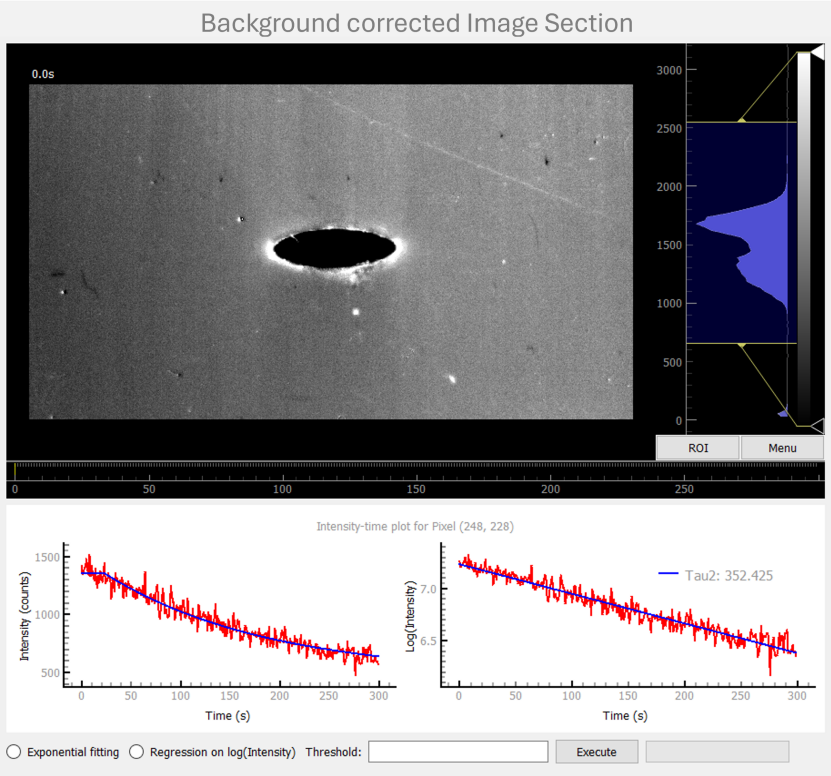 Background corrected Image Section
0.0s
3000
2500
2000
1500
1000
500
0
ROI Menu
0 50 100 150 200 250
Intensity-time plot for Pixel (248, 228)
1500
1000
500
Intensity (counts)
0 50 100 150 200 250 300
Time (s)
7.0
6.5
Log(Intensity)
Tau2: 352.425
0 50 100 150 200 250 300
Time (s)
Exponential fitting Regression on log(Intensity) Threshold: Execute